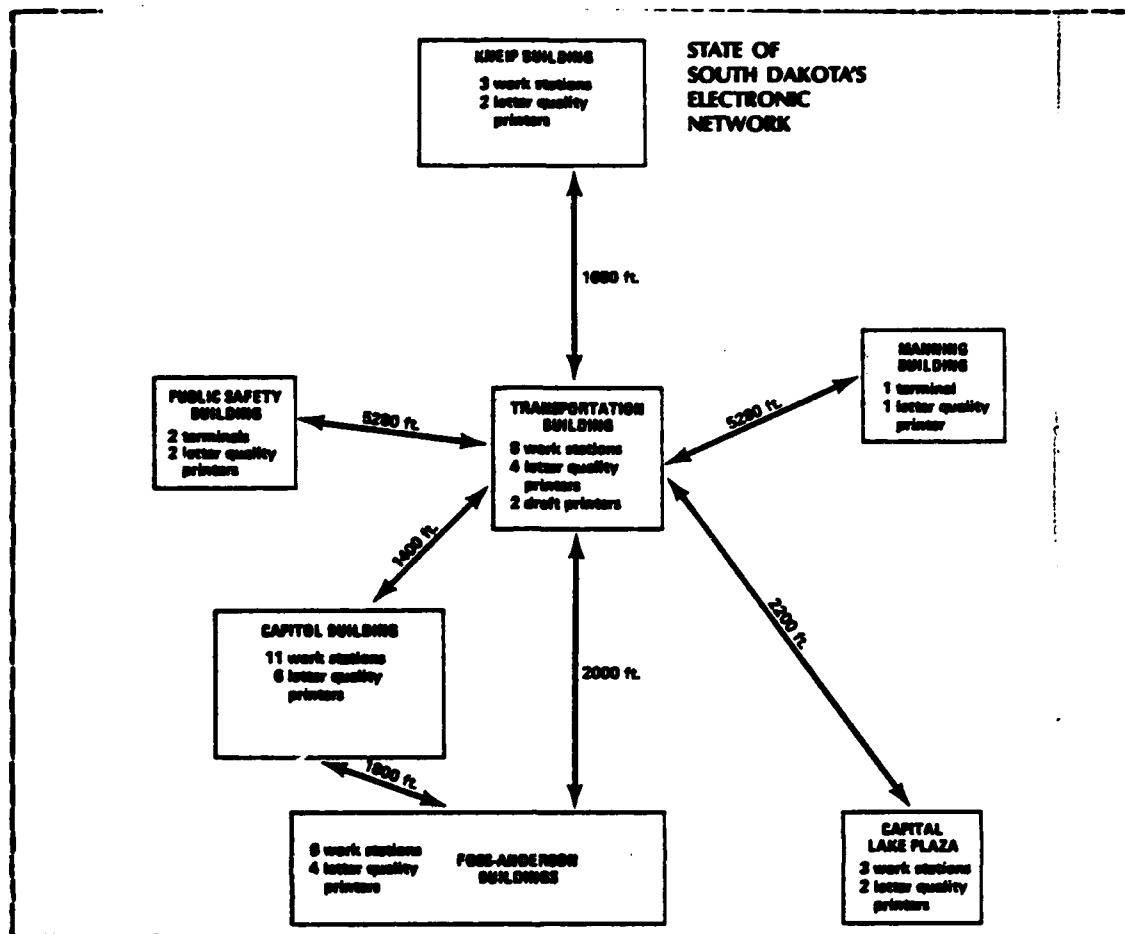 STATE OF
SOUTH DAKOTA'S
ELECTRONIC
NETWORK
KNEIP BUILDING
3 work stations
2 letter quality
printers
ft.
MANNING
BUILDING
1 terminal
1 letter quality
printer
PUBLIC SAFETY
BUILDING
2 terminals
2 letter quality
printers
5280 ft.
TRANSPORTATION
BUILDING
work stations
4 letter quality
printers
2 draft printers
5280 ft.
1400 ft.
2200 ft.
CAPITOL BUILDING
11 work stations
6 letter quality
printers
2000 ft.
ft.
work stations
4 letter quality
printers
FOSS-ANDERSON
BUILDINGS
CAPITAL
LAKE PLAZA
3 work stations
2 letter quality
printers